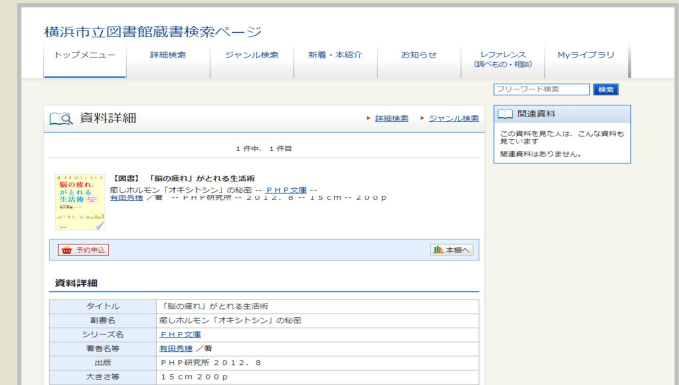 横浜市立図書館蔵書検索ページ
トップメニュー 詳細検索 ジャンル検索 新着・本紹介 お知らせ レファレンス Myライブラリ
(調べもの・相談)
フリーワード検索 検索
資料詳細 詳細検索 ジャンル検索
関連資料
この資料を見た人は、こんな資料も
見ています
関連資料はありません。
1 件中、 1 件目
【図書】 「脳の疲れ」がとれる生活術
癒しホルモン「オキシトシン」の秘密 -- ＰＨＰ文庫 --
有田秀穂 ／著 -- ＰＨＰ研究所 -- ２０１２．８ -- １５ｃｍ -- ２００ｐ
脳の疲れ
がとれる
生活術
予約申込 本棚へ
資料詳細
タイトル 「脳の疲れ」がとれる生活術
副書名 癒しホルモン「オキシトシン」の秘密
シリーズ名 ＰＨＰ文庫
著者名等 有田秀穂 ／著
出版 ＰＨＰ研究所 ２０１２．８
大きさ等 １５ｃｍ ２００ｐ